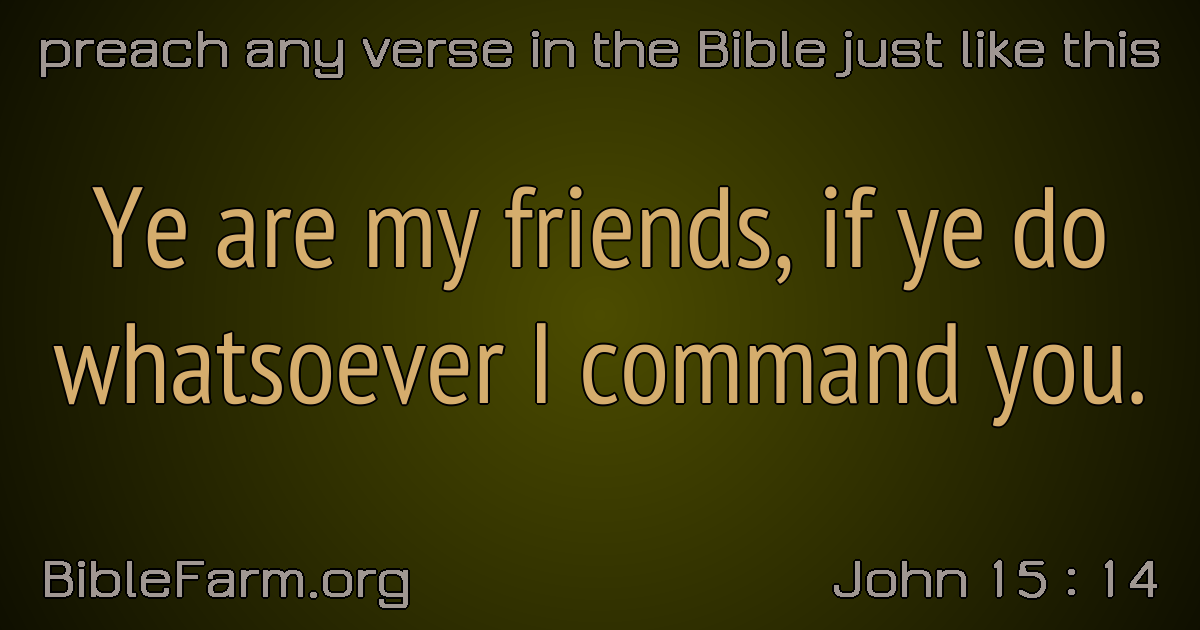 preach any verse in the Bible just like this
Ye are my friends, if ye do
whatsoever I command you.
BibleFarm.org
John 15 : 14